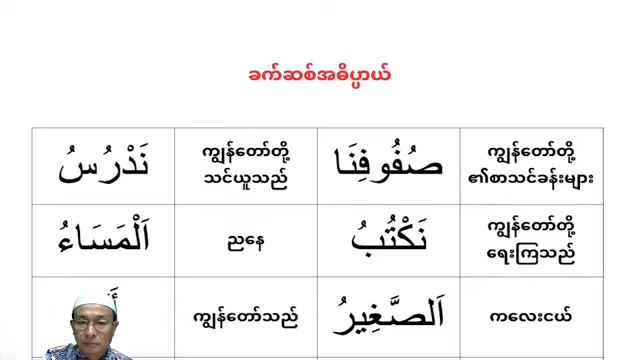 ခက်ဆစ်အဓိပ္ပာယ်
نَدْرُسُ ကျွန်တော်တို့ သင်ယူသည် صُفُوفِنَا ကျွန်တော်တို့ ၏စာသင်ခန်းများ
اَلْمَسَاءُ ညနေ نَكْتُبُ ကျွန်တော်တို့ ရေးကြသည်
ကျွန်တော်သည် اَلصَّغِيرُ ကလေးငယ်